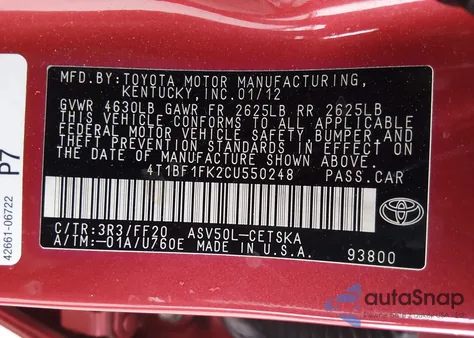 MFD.BY: TOYOTA MOTOR MANUFACTURING,
KENTUCKY, INC. 01/12
GVWR 4630LB GAWR FR 2625LB, RR 2625LB
THIS VEHICLE CONFORMS TO ALL APPLICABLE
FEDERAL MOTOR VEHICLE SAFETY, BUMPER, AND
THEFT PREVENTION STANDARDS IN EFFECT ON
THE DATE OF MANUFACTURE SHOWN ABOVE.
4T1BF1FK2CU550248 PASS.CAR
C/TR: 3R3/FF20 ASV50L-CETSKA
A/TM: -01A/U760E MADE IN U.S.A. 93800
TOYOTA
42661-06722
P7
autoSnap